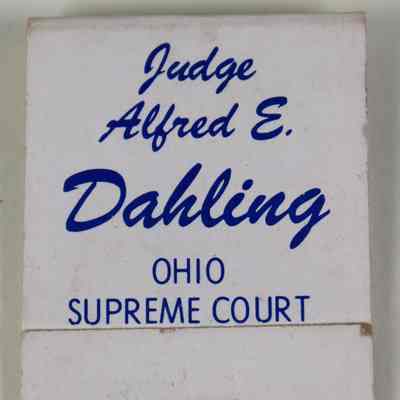 Judge
Alfred E.
Dahling
OHIO
SUPREME COURT